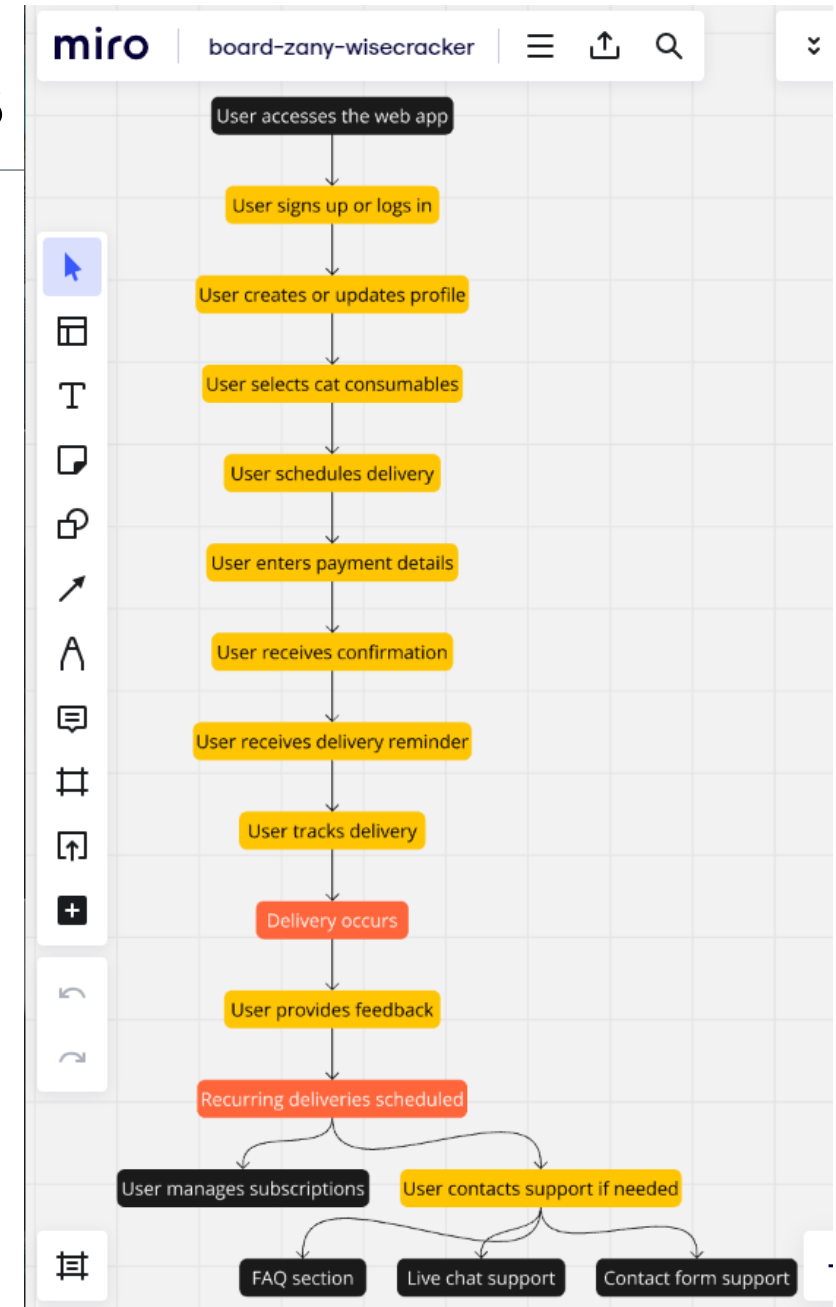 miro
board-zany-wisecracker
User accesses the web app
User signs up or logs in
User creates or updates profile
User selects cat consumables
User schedules delivery
User enters payment details
User receives confirmation
User receives delivery reminder
User tracks delivery
Delivery occurs
User provides feedback
Recurring deliveries scheduled
User manages subscriptions
User contacts support if needed
FAQ section
Live chat support
Contact form support